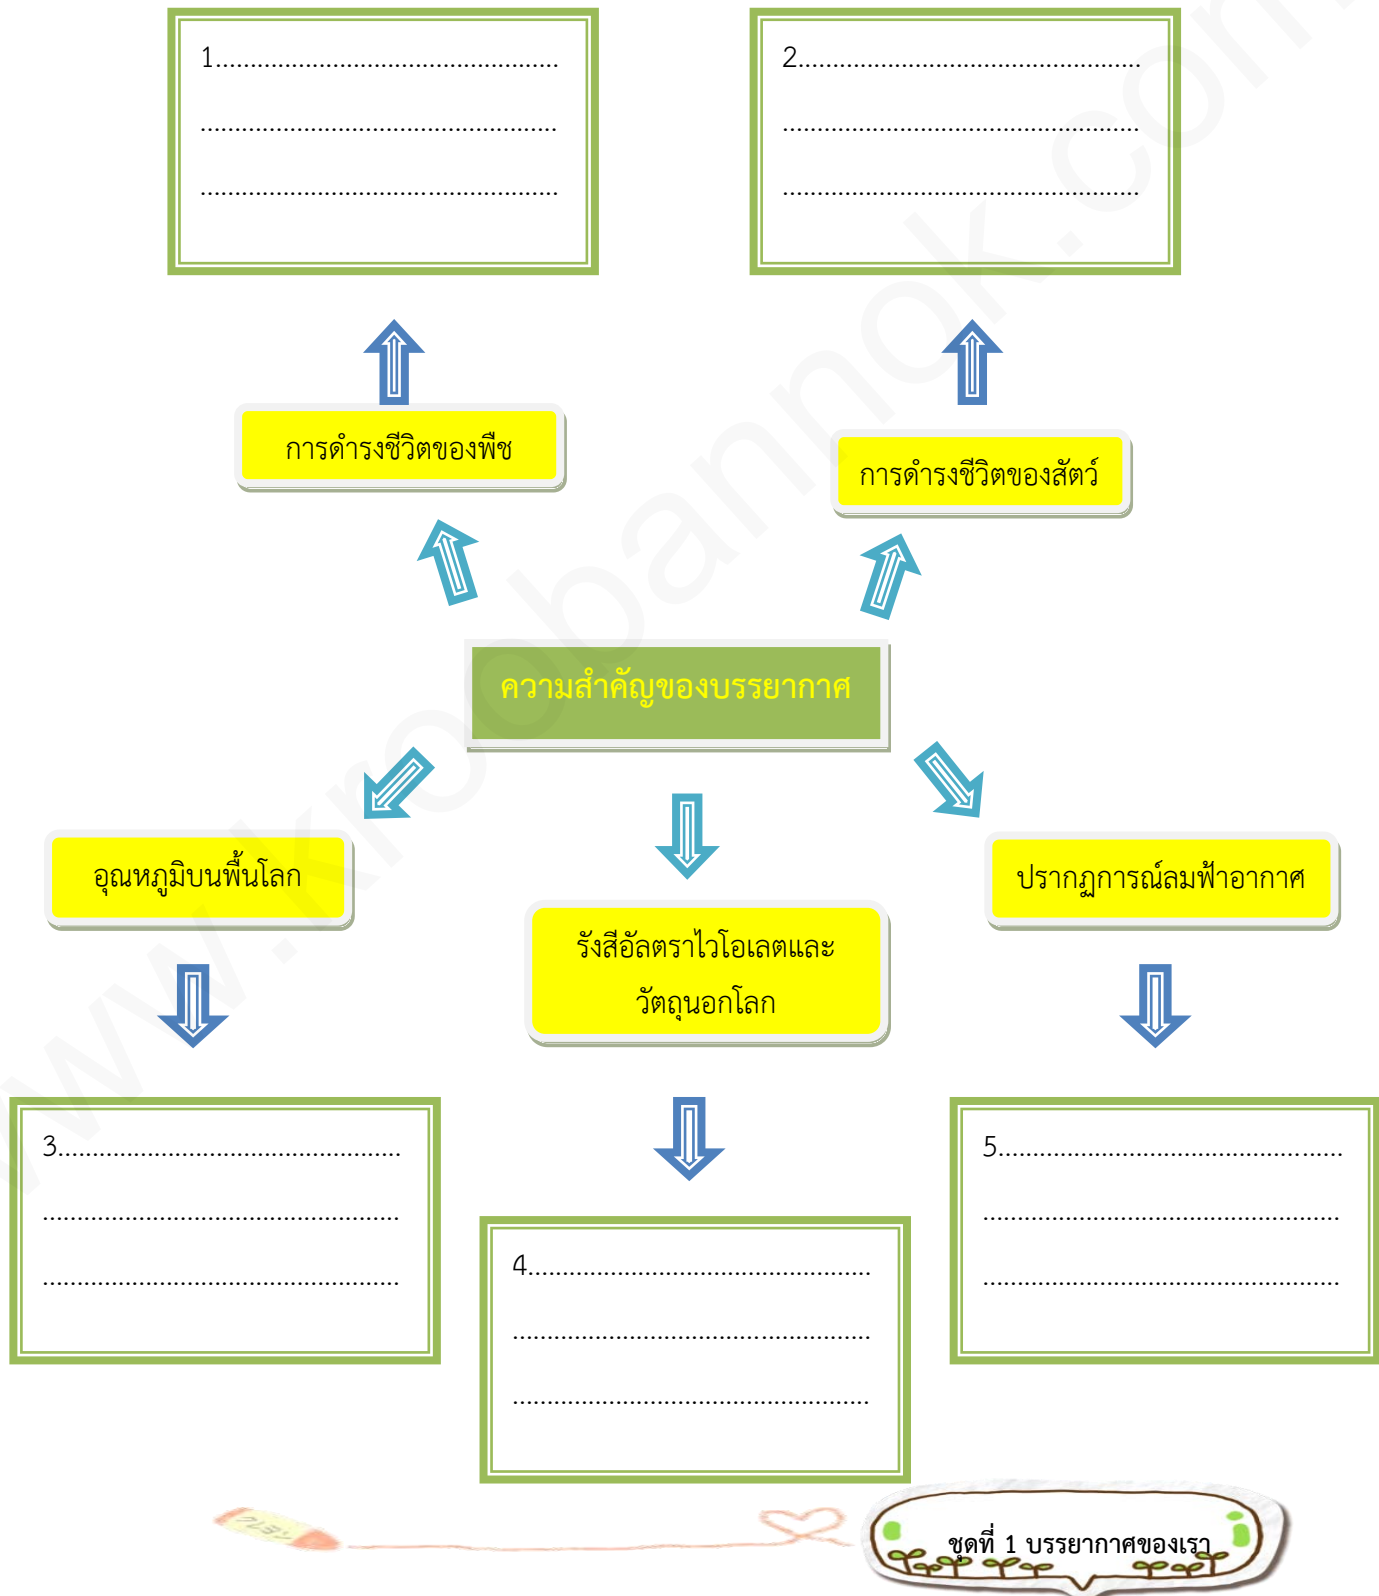 1.................................................
...................................................
...................................................
2.................................................
...................................................
...................................................
การดำรงชีวิตของพืช
การดำรงชีวิตของสัตว์
ความสำคัญของบรรยากาศ
อุณหภูมิบนพื้นโลก
รังสีอัลตราไวโอเลตและ
วัตถุนอกโลก
ปรากฏการณ์ลมฟ้าอากาศ
3.................................................
...................................................
...................................................
4.................................................
...................................................
...................................................
5.................................................
...................................................
...................................................
ชุดที่ 1 บรรยากาศของเรา
www.kroobannok.com